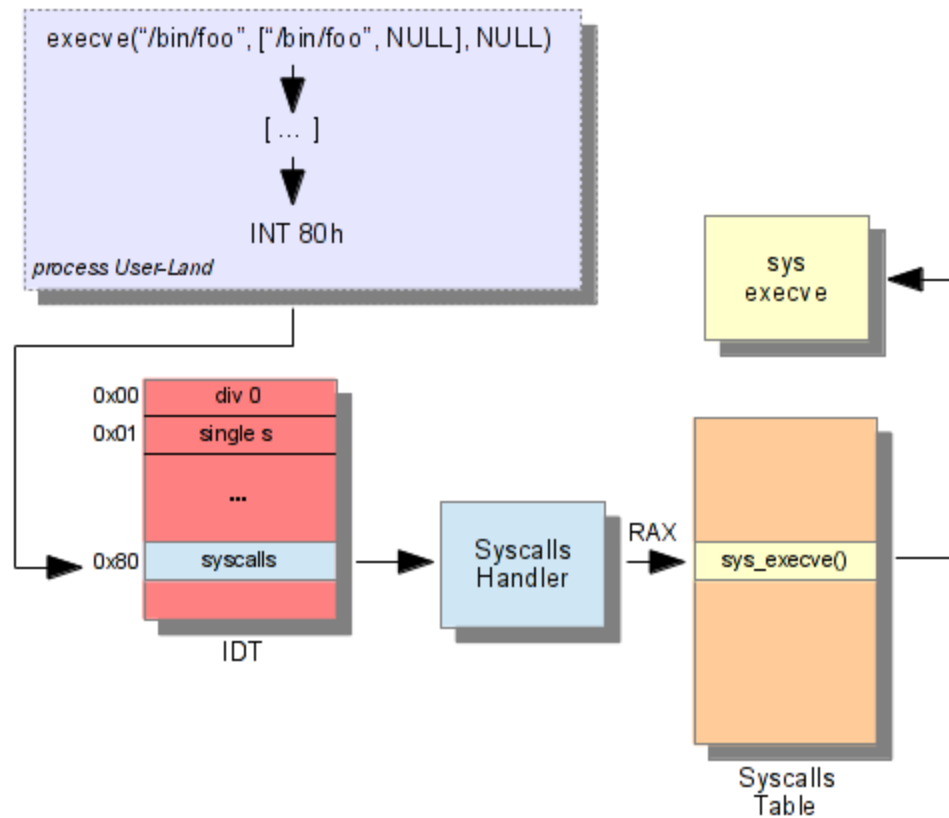 execve(“/bin/foo”, [“/bin/foo”, NULL], NULL)
[ ... ]
INT 80h
process User-Land
sys
execve
0x00
div 0
0x01
single s
...
0x80
syscalls
IDT
Syscalls
Handler
RAX
sys_execve()
Syscalls
Table